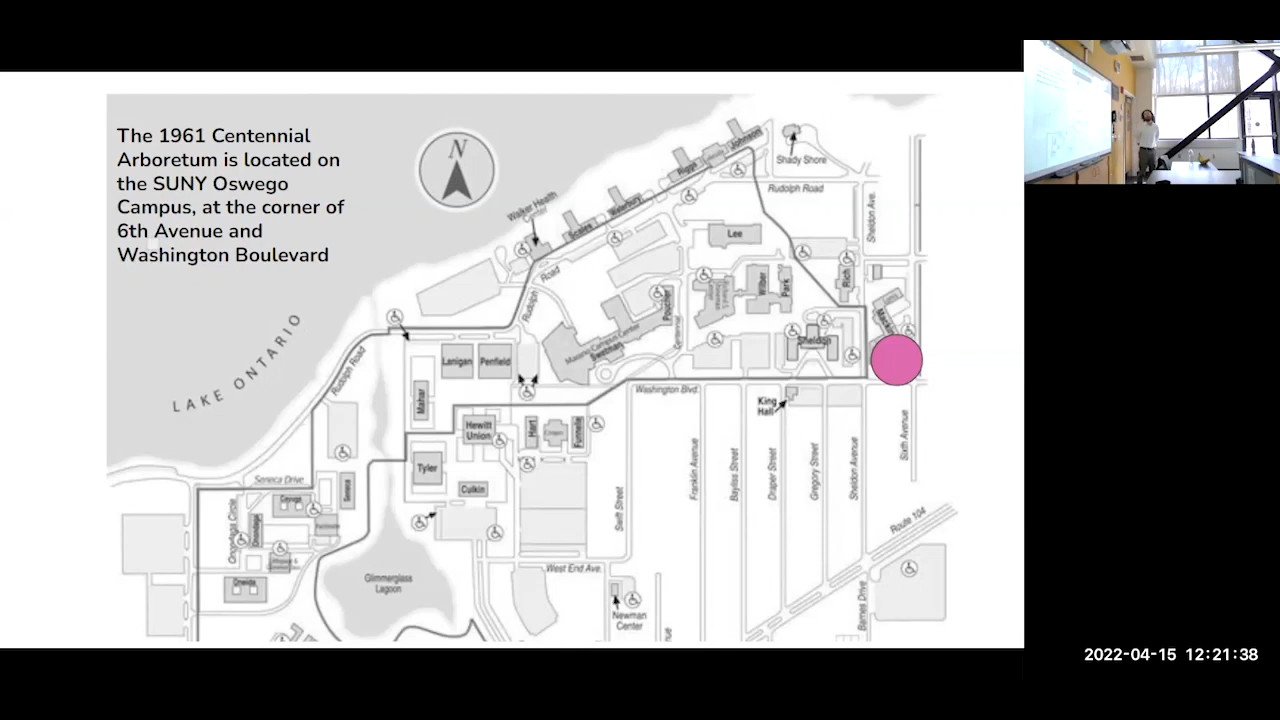 The 1961 Centennial
Arboretum is located on
the SUNY Oswego
Campus, at the corner of
6th Avenue and
Washington Boulevard
N
LAKE ONTARIO
Walker Health
Center
Scales
Waterbury
Riggs
Johnson
Shady Shore
Rudolph Road
Sheldon Ave.
Lee
Rudolph
Road
Wilber
Park
Rich
Poucher
Centennial
Mackin
Sheldon
Campus Center
Swetman
Lanigan
Penfield
Mahar
Rudolph Road
Washington Blvd.
King
Hall
Hewitt
Union
Hart
Funnelle
Tyler
Culkin
Seneca Drive
Seneca
Onondaga
Oneida
Glimmerglass
Lagoon
Swift Street
Franklin Avenue
Bayliss Street
Draper Street
Gregory Street
Sheldon Avenue
Sixth Avenue
Route 104
West End Ave.
Newman
Center
Barnes Drive
2022-04-15 12:21:38